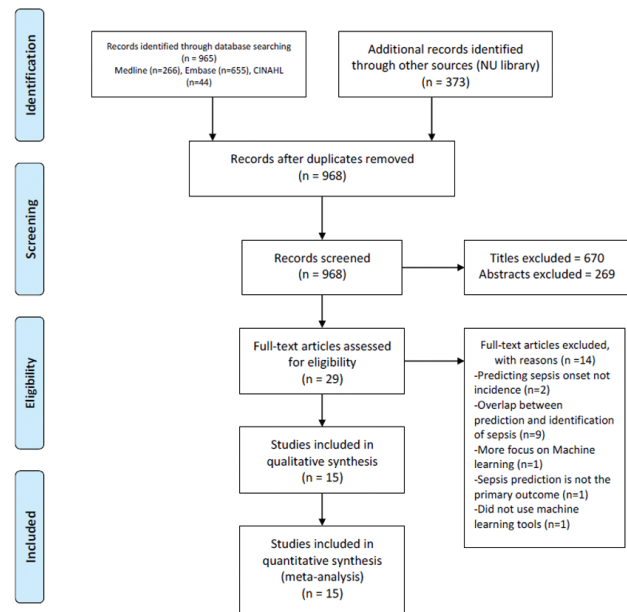 Identification
Records identified through database searching
(n = 965)
Medline (n=266), Embase (n=655), CINAHL
(n=44)
Additional records identified
through other sources (NU library)
(n = 373)
Records after duplicates removed
(n = 968)
Screening
Records screened
(n = 968)
Titles excluded = 670
Abstracts excluded = 269
Eligibility
Full-text articles assessed
for eligibility
(n = 29)
Full-text articles excluded,
with reasons (n =14)
-Predicting sepsis onset not
incidence (n=2)
-Overlap between
prediction and identification
of sepsis (n=9)
-More focus on Machine
learning (n=1)
-Sepsis prediction is not the
primary outcome (n=1)
-Did not use machine
learning tools (n=1)
Studies included in
qualitative synthesis
(n = 15)
Included
Studies included in
quantitative synthesis
(meta-analysis)
(n = 15)